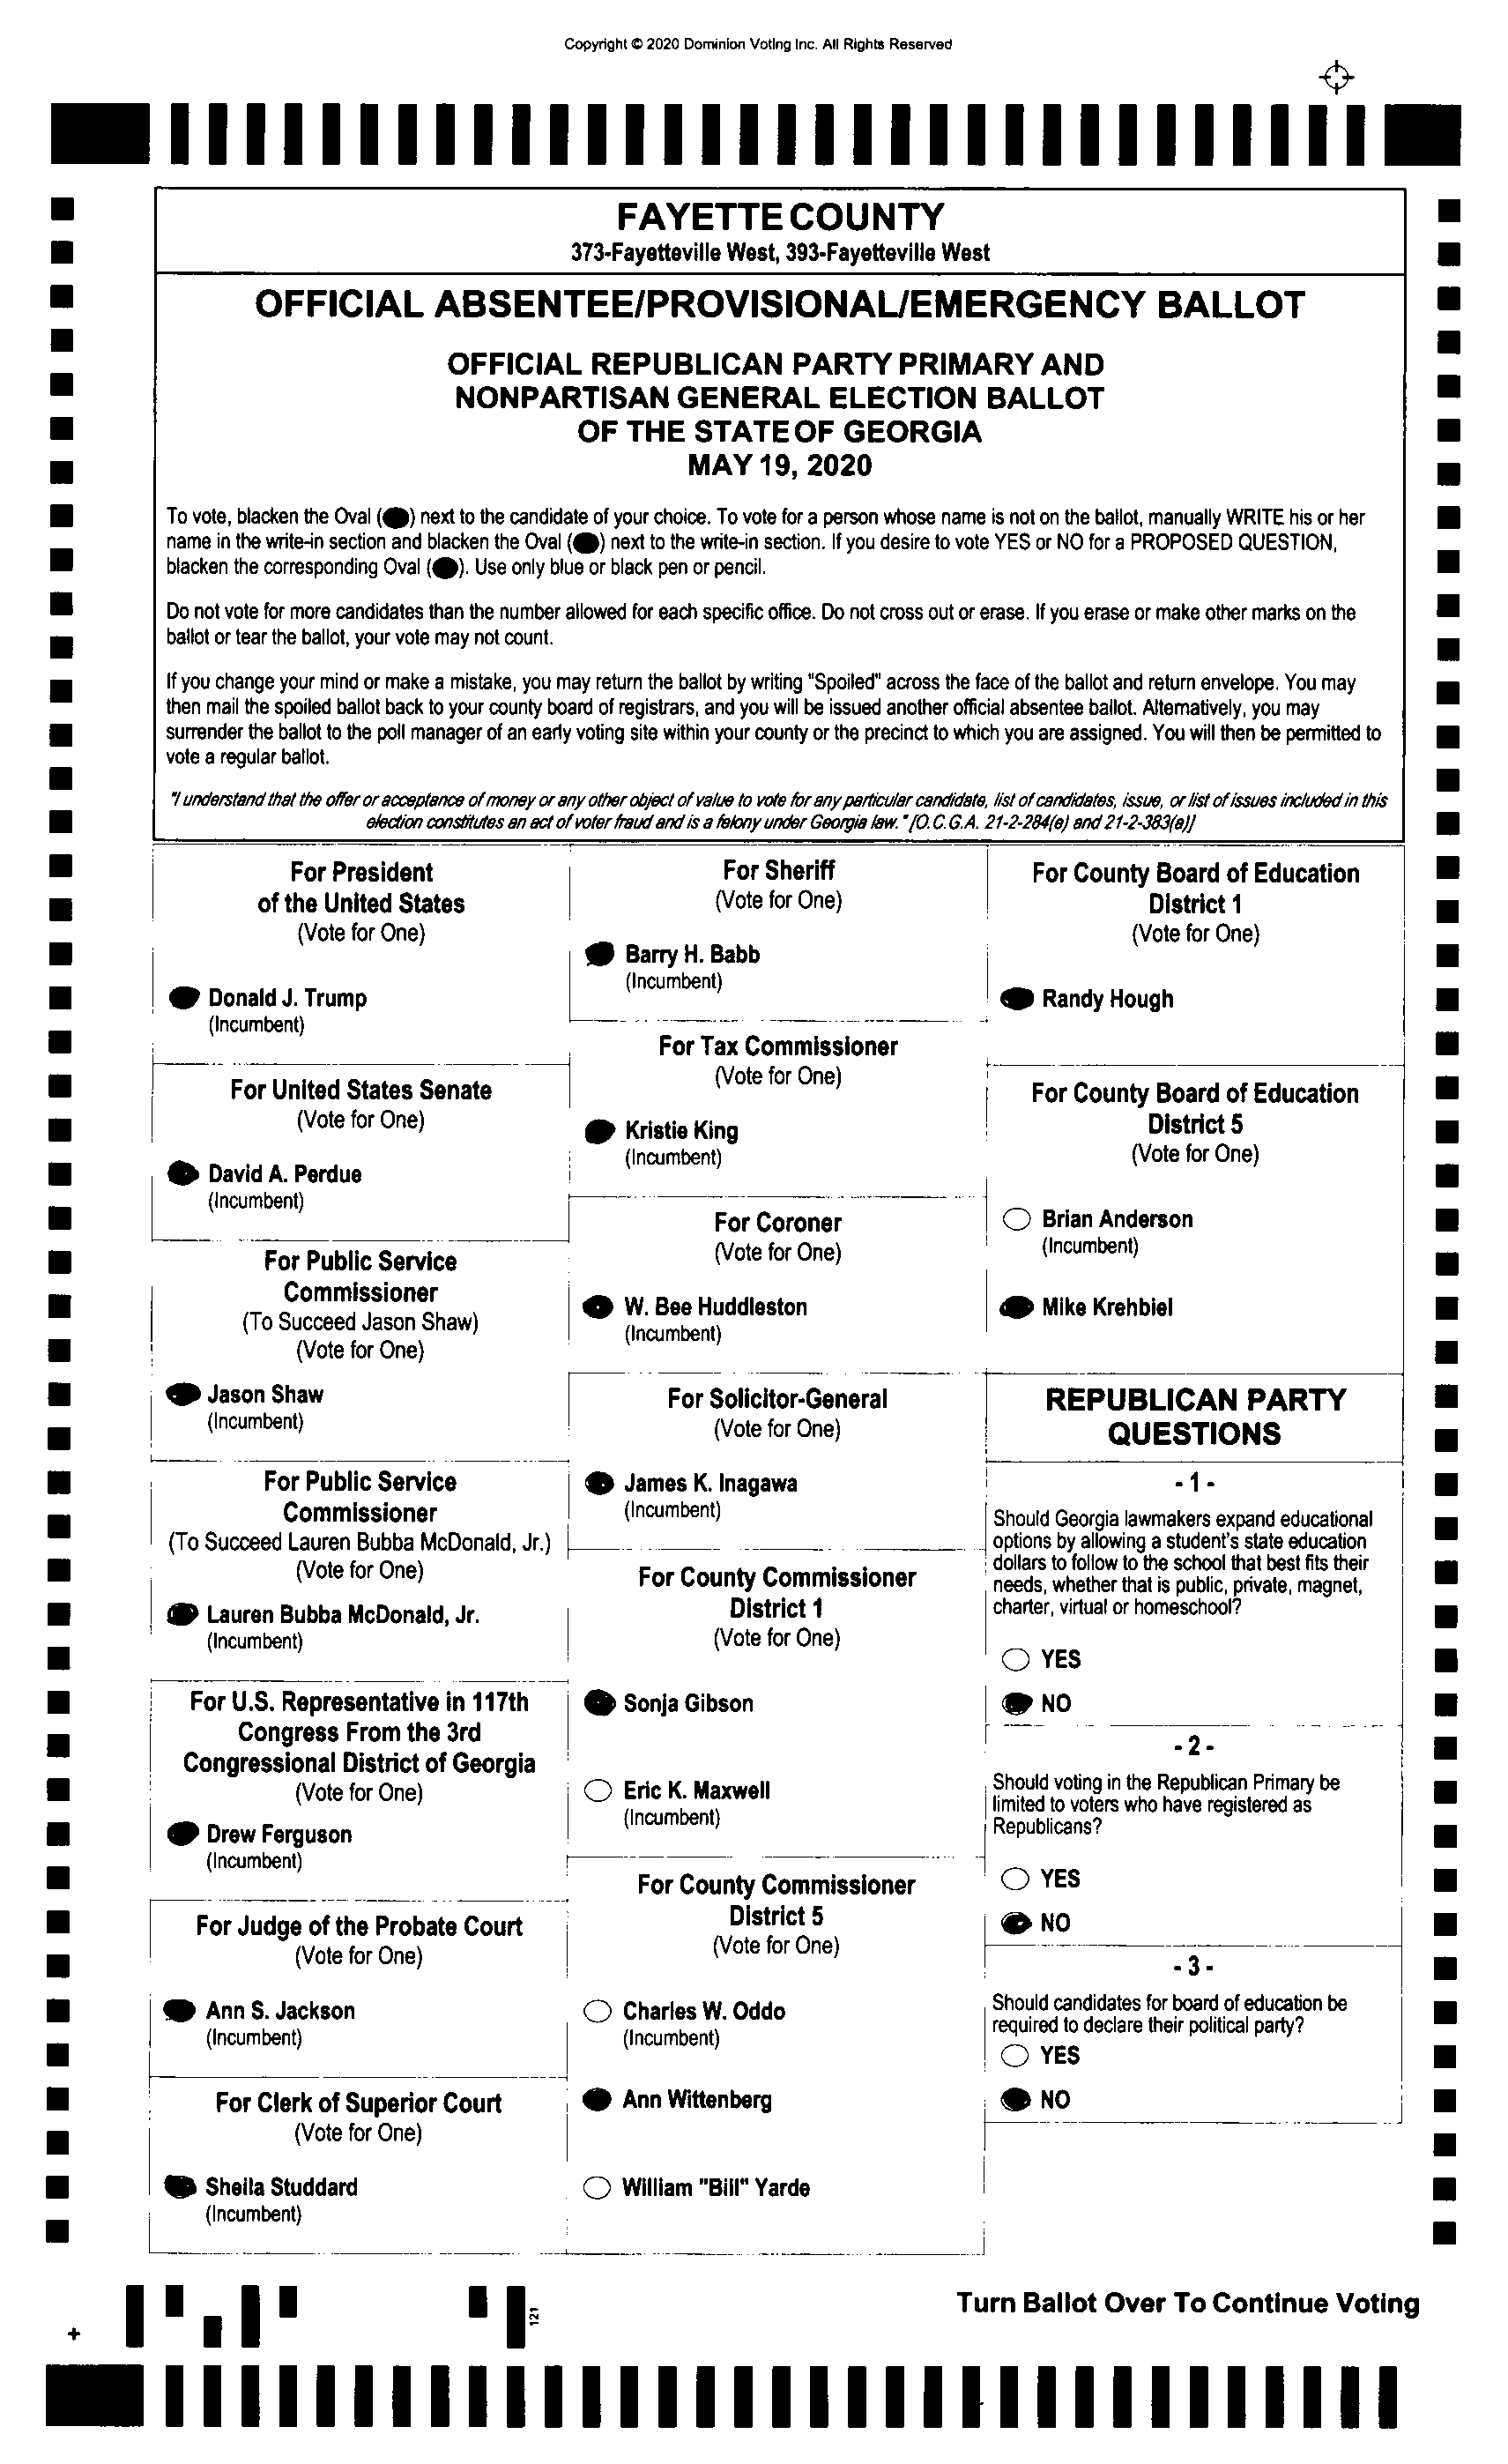 Copyright © 2020 Dominion Voting Inc. All Rights Reserved
FAYETTE COUNTY
373-Fayetteville West, 393-Fayetteville West
OFFICIAL ABSENTEE/PROVISIONAL/EMERGENCY BALLOT
OFFICIAL REPUBLICAN PARTY PRIMARY AND
NONPARTISAN GENERAL ELECTION BALLOT
OF THE STATE OF GEORGIA
MAY 19, 2020
To vote, blacken the Oval ( ) next to the candidate of your choice. To vote for a person whose name is not on the ballot, manually WRITE his or her
name in the write-in section and blacken the Oval ( ) next to the write-in section. If you desire to vote YES or NO for a PROPOSED QUESTION,
blacken the corresponding Oval ( ). Use only blue or black pen or pencil.
Do not vote for more candidates than the number allowed for each specific office. Do not cross out or erase. If you erase or make other marks on the
ballot or tear the ballot, your vote may not count.
If you change your mind or make a mistake, you may return the ballot by writing "Spoiled" across the face of the ballot and return envelope. You may
then mail the spoiled ballot back to your county board of registrars, and you will be issued another official absentee ballot. Alternatively, you may
surrender the ballot to the poll manager of an early voting site within your county or the precinct to which you are assigned. You will then be permitted to
vote a regular ballot.
"I understand that the offer or acceptance of money or any other object of value to vote for any particular candidate, list of candidates, issue, or list of issues included in this
election constitutes an act of voter fraud and is a felony under Georgia law." [O.C.G.A. 21-2-284(e) and 21-2-383(a)]
For President
of the United States
(Vote for One)
Donald J. Trump
(Incumbent)
For United States Senate
(Vote for One)
David A. Perdue
(Incumbent)
For Public Service
Commissioner
(To Succeed Jason Shaw)
(Vote for One)
Jason Shaw
(Incumbent)
For Public Service
Commissioner
(To Succeed Lauren Bubba McDonald, Jr.)
(Vote for One)
Lauren Bubba McDonald, Jr.
(Incumbent)
For U.S. Representative in 117th
Congress From the 3rd
Congressional District of Georgia
(Vote for One)
Drew Ferguson
(Incumbent)
For Judge of the Probate Court
(Vote for One)
Ann S. Jackson
(Incumbent)
For Clerk of Superior Court
(Vote for One)
Sheila Studdard
(Incumbent)
For Sheriff
(Vote for One)
Barry H. Babb
(Incumbent)
For Tax Commissioner
(Vote for One)
Kristie King
(Incumbent)
For Coroner
(Vote for One)
W. Bee Huddleston
(Incumbent)
For Solicitor-General
(Vote for One)
James K. Inagawa
(Incumbent)
For County Commissioner
District 1
(Vote for One)
Sonja Gibson
Eric K. Maxwell
(Incumbent)
For County Commissioner
District 5
(Vote for One)
Charles W. Oddo
(Incumbent)
Ann Wittenberg
William "Bill" Yarde
For County Board of Education
District 1
(Vote for One)
Randy Hough
For County Board of Education
District 5
(Vote for One)
Brian Anderson
(Incumbent)
Mike Krehbiel
REPUBLICAN PARTY
QUESTIONS
- 1 -
Should Georgia lawmakers expand educational
options by allowing a student's state education
dollars to follow to the school that best fits their
needs, whether that is public, private, magnet,
charter, virtual or homeschool?
YES
NO
- 2 -
Should voting in the Republican Primary be
limited to voters who have registered as
Republicans?
YES
NO
- 3 -
Should candidates for board of education be
required to declare their political party?
YES
NO
Turn Ballot Over To Continue Voting
+
121